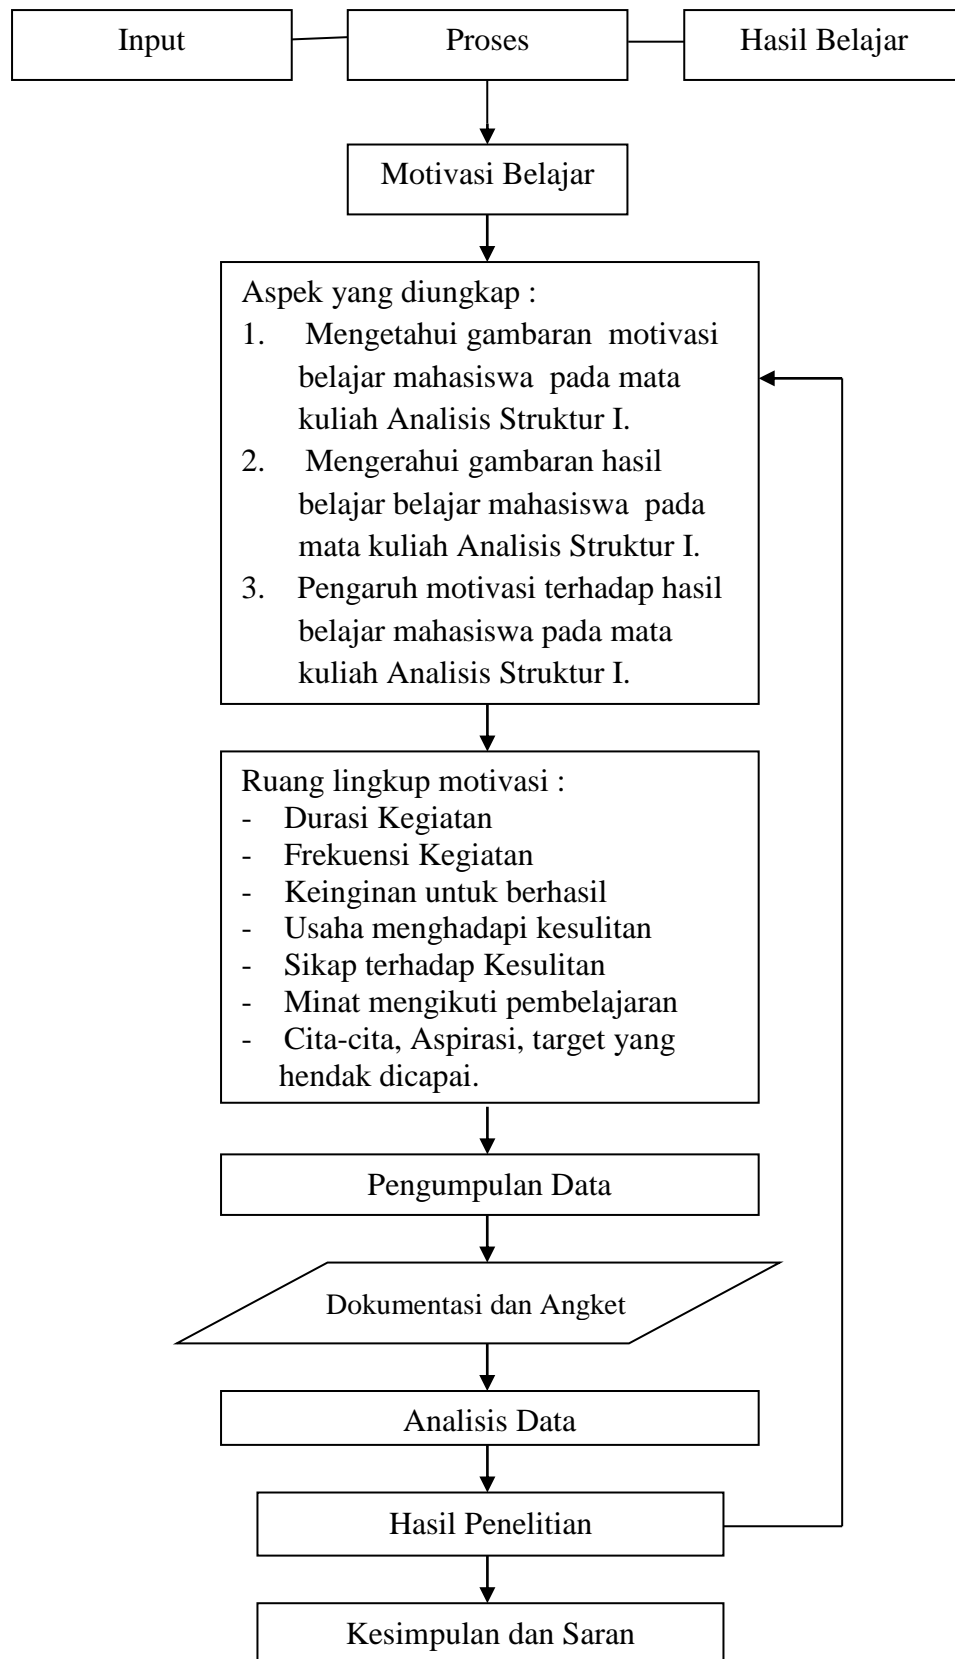 Input
Proses
Hasil Belajar
Motivasi Belajar
Aspek yang diungkap :
1. Mengetahui gambaran motivasi
belajar mahasiswa pada mata
kuliah Analisis Struktur I.
2. Mengerahui gambaran hasil
belajar belajar mahasiswa pada
mata kuliah Analisis Struktur I.
3. Pengaruh motivasi terhadap hasil
belajar mahasiswa pada mata
kuliah Analisis Struktur I.
Ruang lingkup motivasi :
- Durasi Kegiatan
- Frekuensi Kegiatan
- Keinginan untuk berhasil
- Usaha menghadapi kesulitan
- Sikap terhadap Kesulitan
- Minat mengikuti pembelajaran
- Cita-cita, Aspirasi, target yang
hendak dicapai.
Pengumpulan Data
Dokumentasi dan Angket
Analisis Data
Hasil Penelitian
Kesimpulan dan Saran